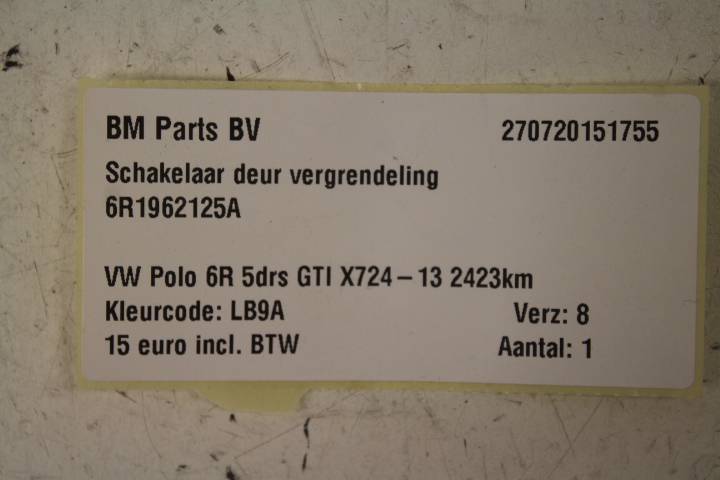 BM Parts BV 270720151755
Schakelaar deur vergrendeling
6R1962125A
VW Polo 6R 5drs GTI X724 – 13 2423km
Kleurcode: LB9A Verz: 8
15 euro incl. BTW Aantal: 1